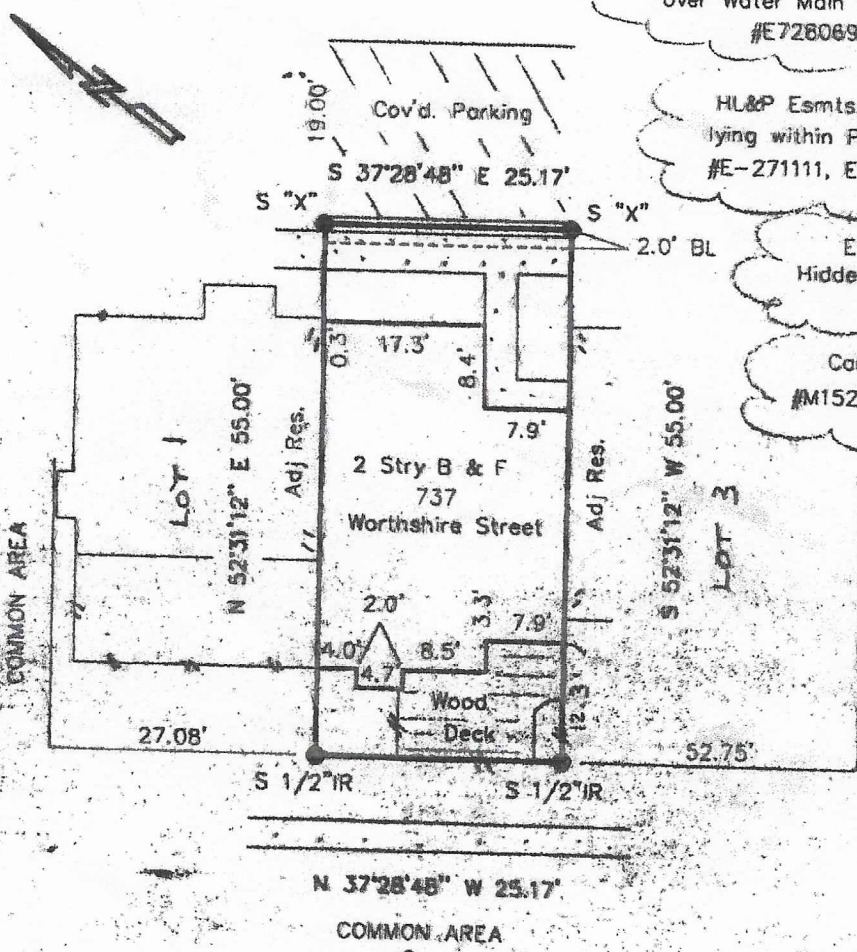 over Water Main
#E728069
HL&P Esmts.
lying within P
#E-271111, E
E
Hidde
Ca
#M152
Cov'd. Parking
19.00'
S 37°28'48" E 25.17'
S "X"
S "X"
2.0' BL
0.3'
17.3'
8.4'
7.9'
LOT 1
N 52°31'12" E 55.00'
Adj Res.
2 Stry B & F
737
Worthshire Street
Adj Res.
S 52°31'12" W 55.00'
LOT 3
COMMON AREA
2.0'
3.3'
7.9'
4.0'
4.7'
8.5'
Wood
Deck
12.3'
27.08'
52.75'
S 1/2"IR
S 1/2"IR
N 37°28'48" W 25.17'
COMMON AREA